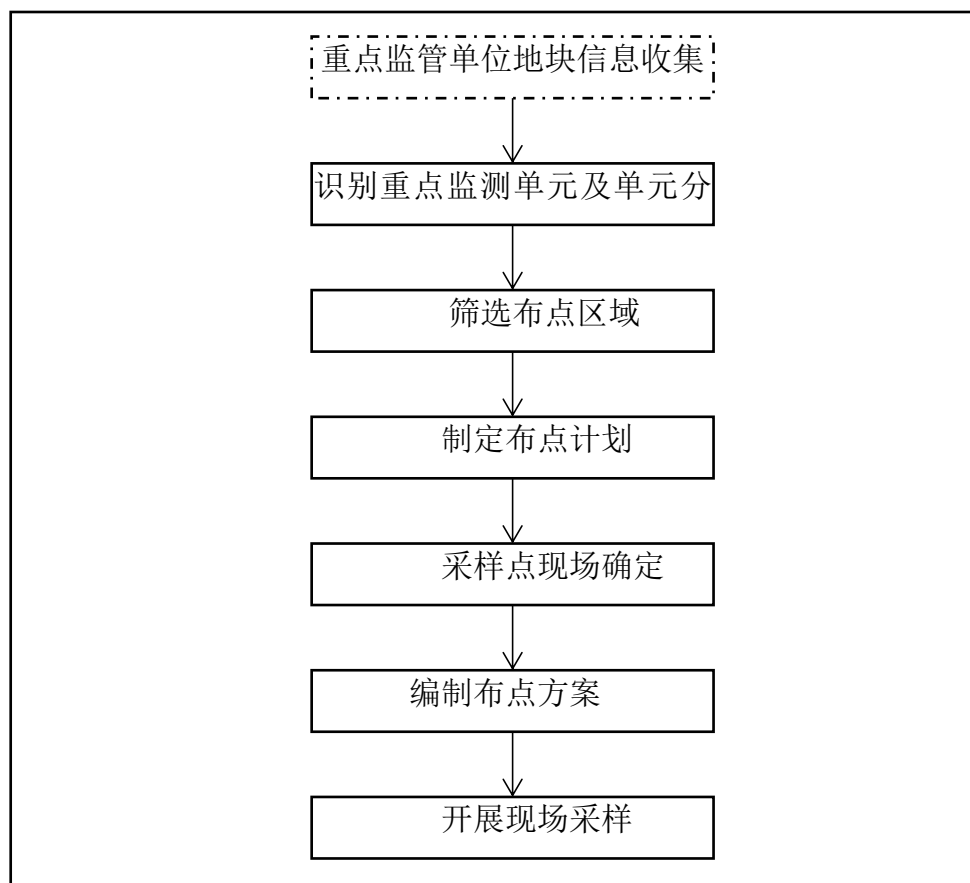 重点监管单位地块信息收集
识别重点监测单元及单元分
筛选布点区域
制定布点计划
采样点现场确定
编制布点方案
开展现场采样